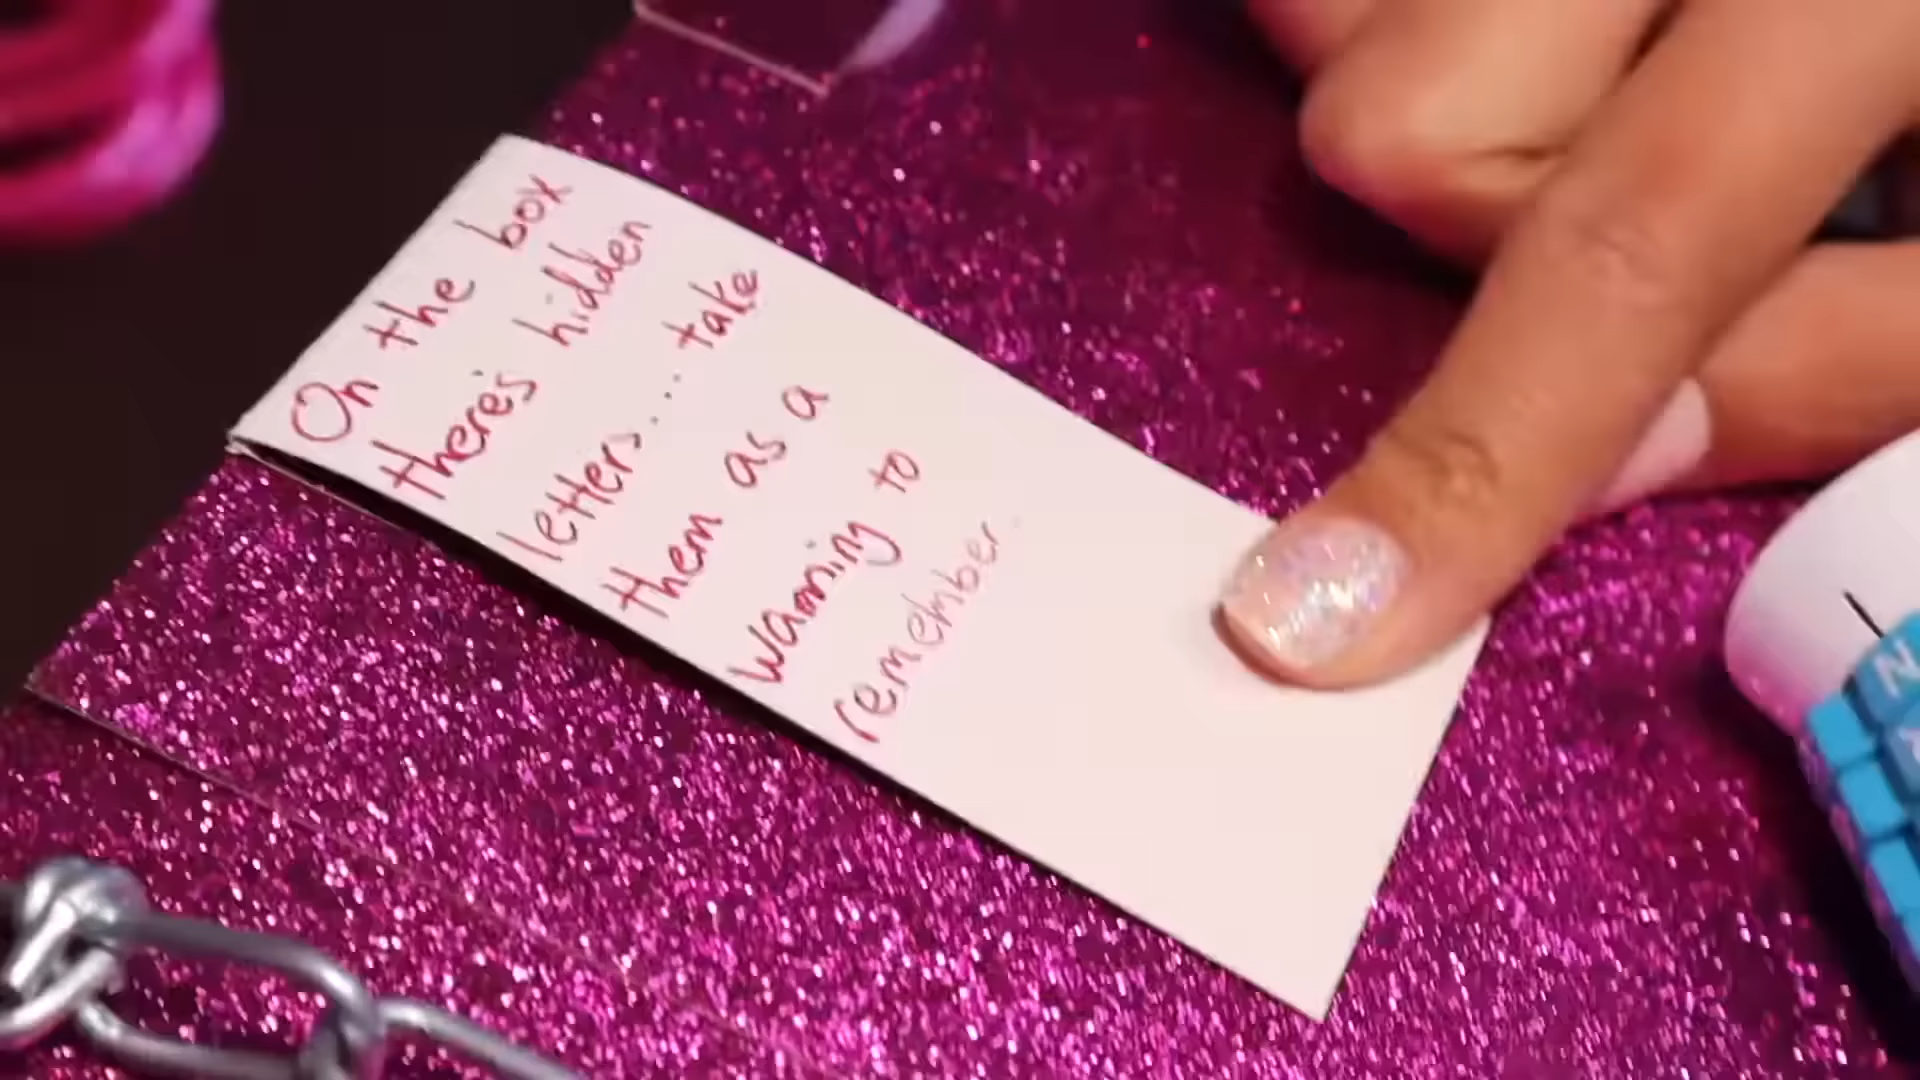 On the box
there's hidden
letters... take
them as a
warning to
remember.
N